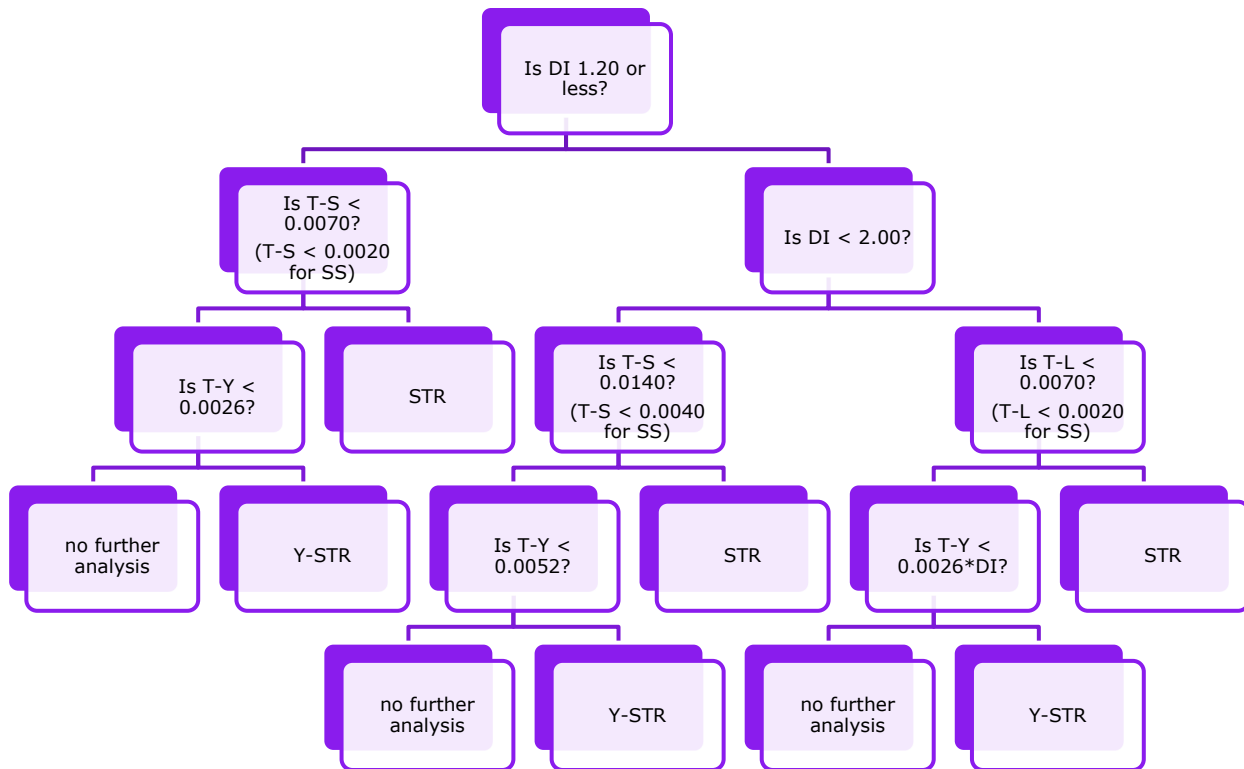 Is DI 1.20 or
less?
Is T-S <
0.0070?
(T-S < 0.0020
for SS)
Is DI < 2.00?
Is T-Y <
0.0026?
STR
Is T-S <
0.0140?
(T-S < 0.0040
for SS)
Is T-L <
0.0070?
(T-L < 0.0020
for SS)
no further
analysis
Y-STR
Is T-Y <
0.0052?
STR
Is T-Y <
0.0026*DI?
STR
no further
analysis
Y-STR
no further
analysis
Y-STR